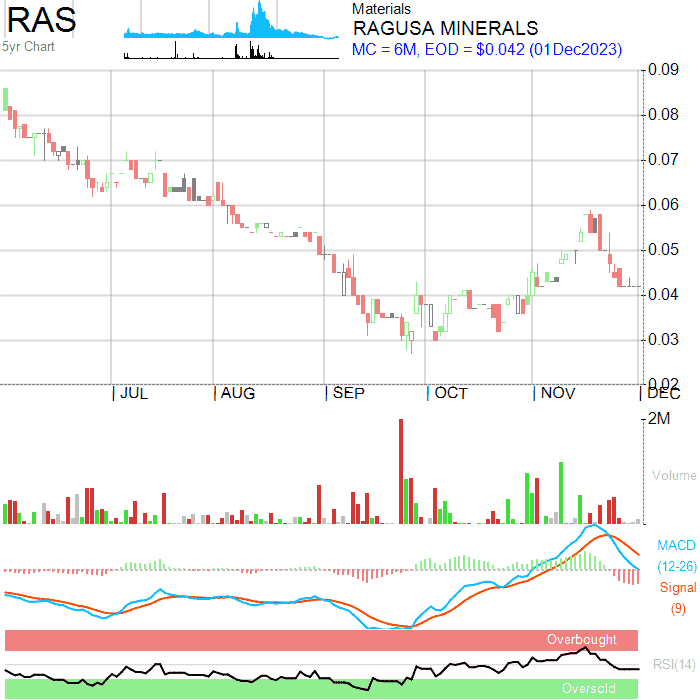 RAS
5yr Chart
Materials
RAGUSA MINERALS
MC = 6M, EOD = $0.042 (01Dec2023)
0.09
0.08
0.07
0.06
0.05
0.04
0.03
0.02
JUL AUG SEP OCT NOV DEC
2M
Volume
MACD
(12-26)
Signal
(9)
Overbought
RSI(14)
Oversold